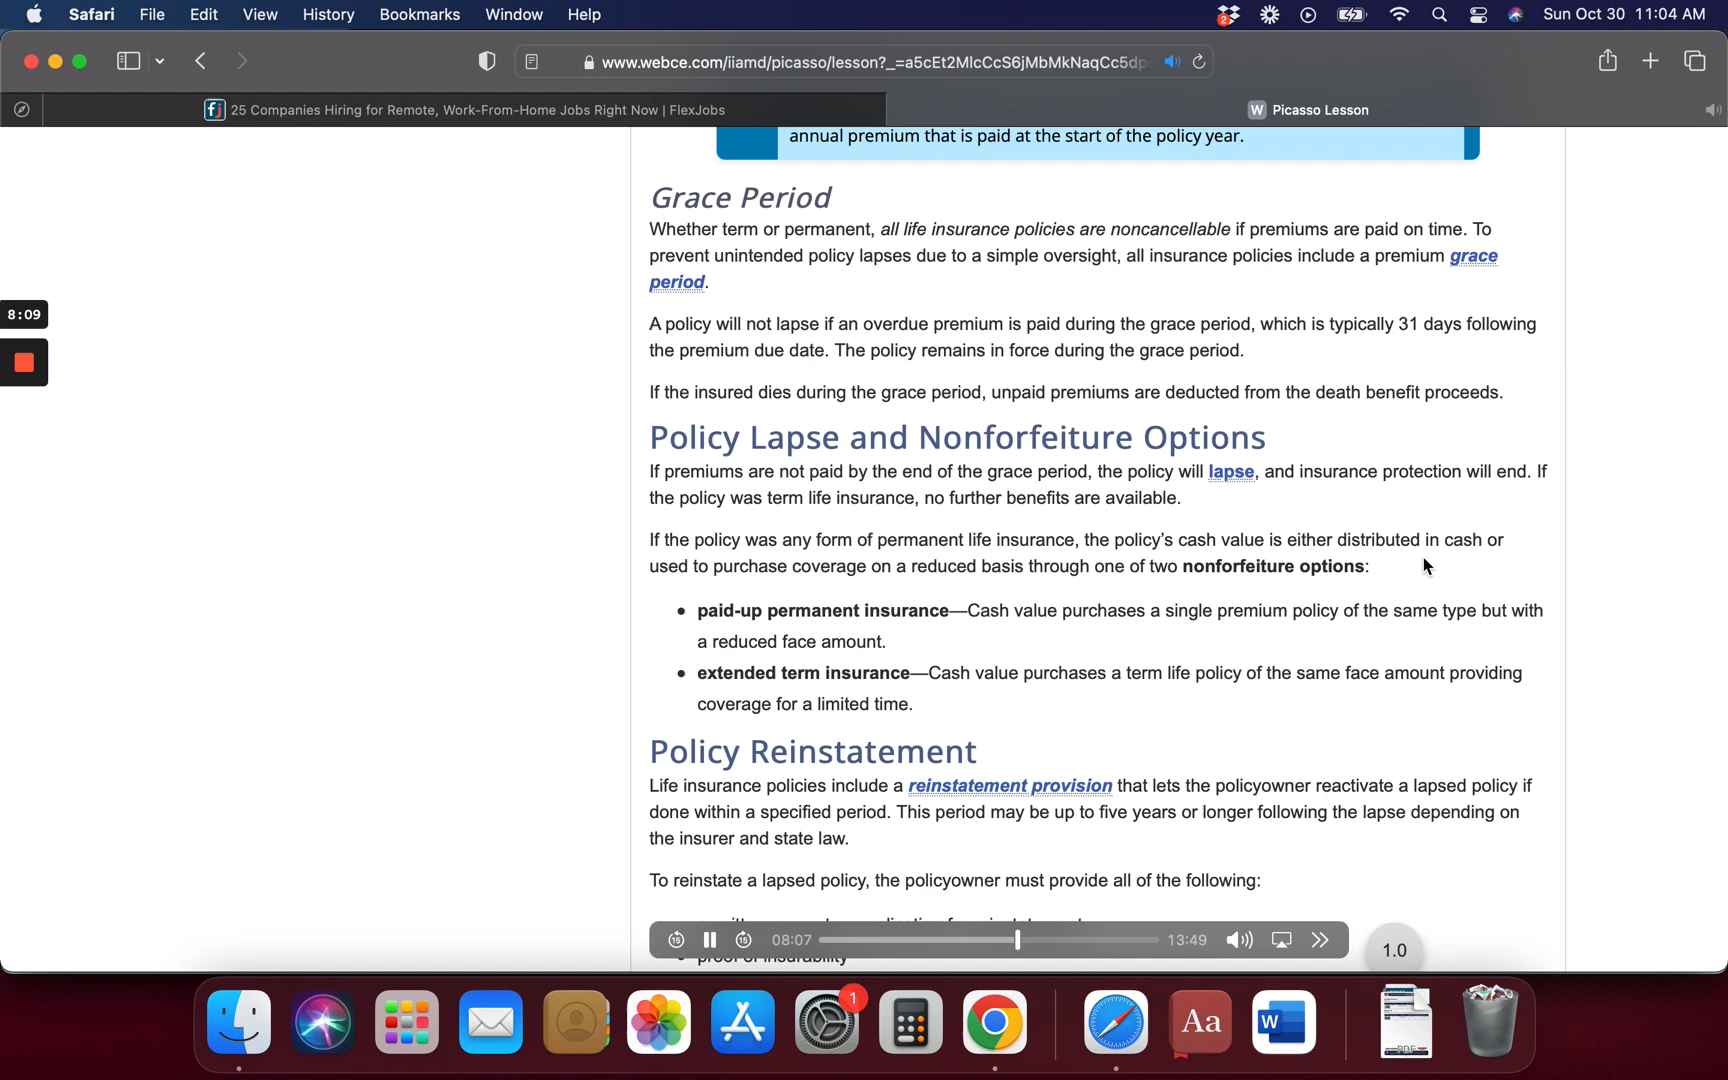 Safari File Edit View History Bookmarks Window Help
2
Sun Oct 30 11:04 AM
www.webce.com/iiamd/picasso/lesson?_=a5cEt2MlcCcS6jMbMkNaqCc5dp
25 Companies Hiring for Remote, Work-From-Home Jobs Right Now | FlexJobs
W Picasso Lesson
annual premium that is paid at the start of the policy year.
Grace Period
Whether term or permanent, all life insurance policies are noncancellable if premiums are paid on time. To
prevent unintended policy lapses due to a simple oversight, all insurance policies include a premium grace
period.
8:09
A policy will not lapse if an overdue premium is paid during the grace period, which is typically 31 days following
the premium due date. The policy remains in force during the grace period.
If the insured dies during the grace period, unpaid premiums are deducted from the death benefit proceeds.
Policy Lapse and Nonforfeiture Options
If premiums are not paid by the end of the grace period, the policy will lapse, and insurance protection will end. If
the policy was term life insurance, no further benefits are available.
If the policy was any form of permanent life insurance, the policy's cash value is either distributed in cash or
used to purchase coverage on a reduced basis through one of two nonforfeiture options:
• paid-up permanent insurance—Cash value purchases a single premium policy of the same type but with
a reduced face amount.
• extended term insurance—Cash value purchases a term life policy of the same face amount providing
coverage for a limited time.
Policy Reinstatement
Life insurance policies include a reinstatement provision that lets the policyowner reactivate a lapsed policy if
done within a specified period. This period may be up to five years or longer following the lapse depending on
the insurer and state law.
To reinstate a lapsed policy, the policyowner must provide all of the following:
15 15 08:07 13:49
1.0
proof of insurability
1
Aa
W
PDF